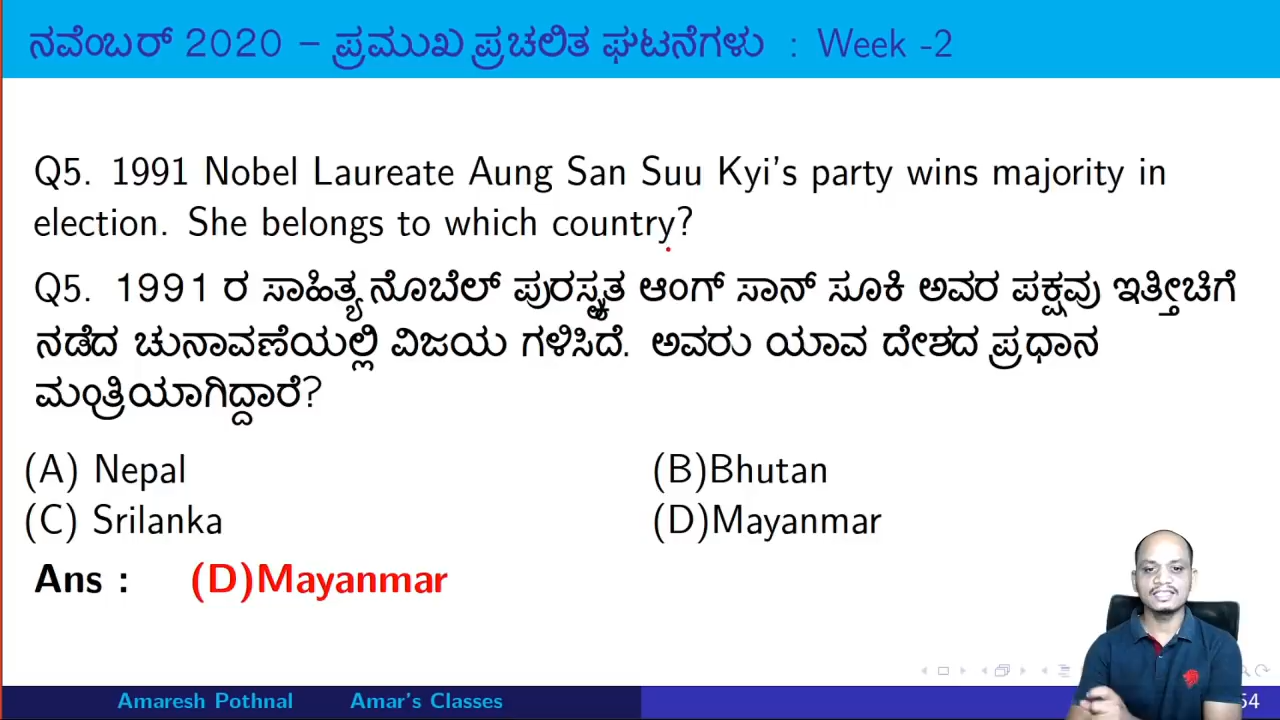 ನವೆಂಬರ್ 2020 – ಪ್ರಮುಖ ಪ್ರಚಲಿತ ಘಟನೆಗಳು : Week -2
Q5. 1991 Nobel Laureate Aung San Suu Kyi's party wins majority in
election. She belongs to which country?
Q5. 1991 ರ ಸಾಹಿತ್ಯ ನೊಬೆಲ್ ಪುರಸ್ಕೃತ ಆಂಗ್ ಸಾನ್ ಸೂಕಿ ಅವರ ಪಕ್ಷವು ಇತ್ತೀಚಿಗೆ
ನಡೆದ ಚುನಾವಣೆಯಲ್ಲಿ ವಿಜಯ ಗಳಿಸಿದೆ. ಅವರು ಯಾವ ದೇಶದ ಪ್ರಧಾನ
ಮಂತ್ರಿಯಾಗಿದ್ದಾರೆ?
(A) Nepal (B)Bhutan
(C) Srilanka (D)Mayanmar
Ans : (D)Mayanmar
Amaresh Pothnal Amar's Classes 54